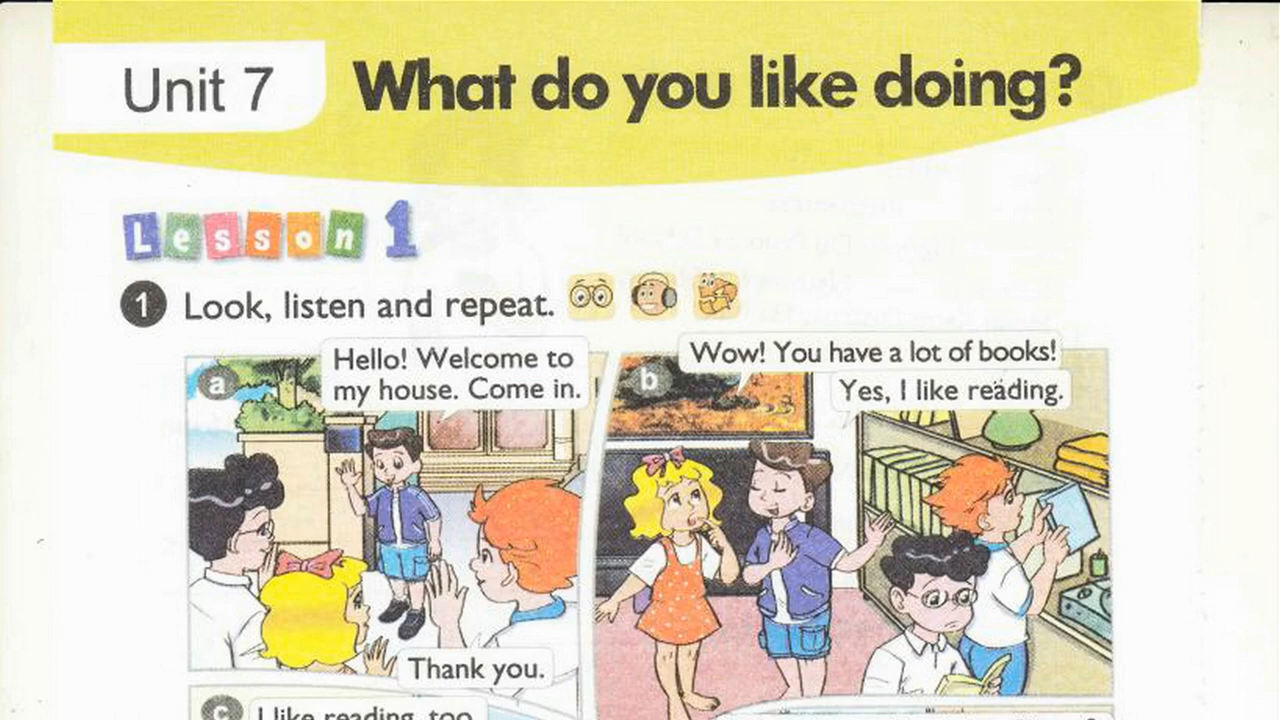 Unit 7
What do you like doing?
Lesson 1
1 Look, listen and repeat.
a
Hello! Welcome to
my house. Come in.
Thank you.
b
Wow! You have a lot of books!
Yes, I like reading.
c
I like reading, too.